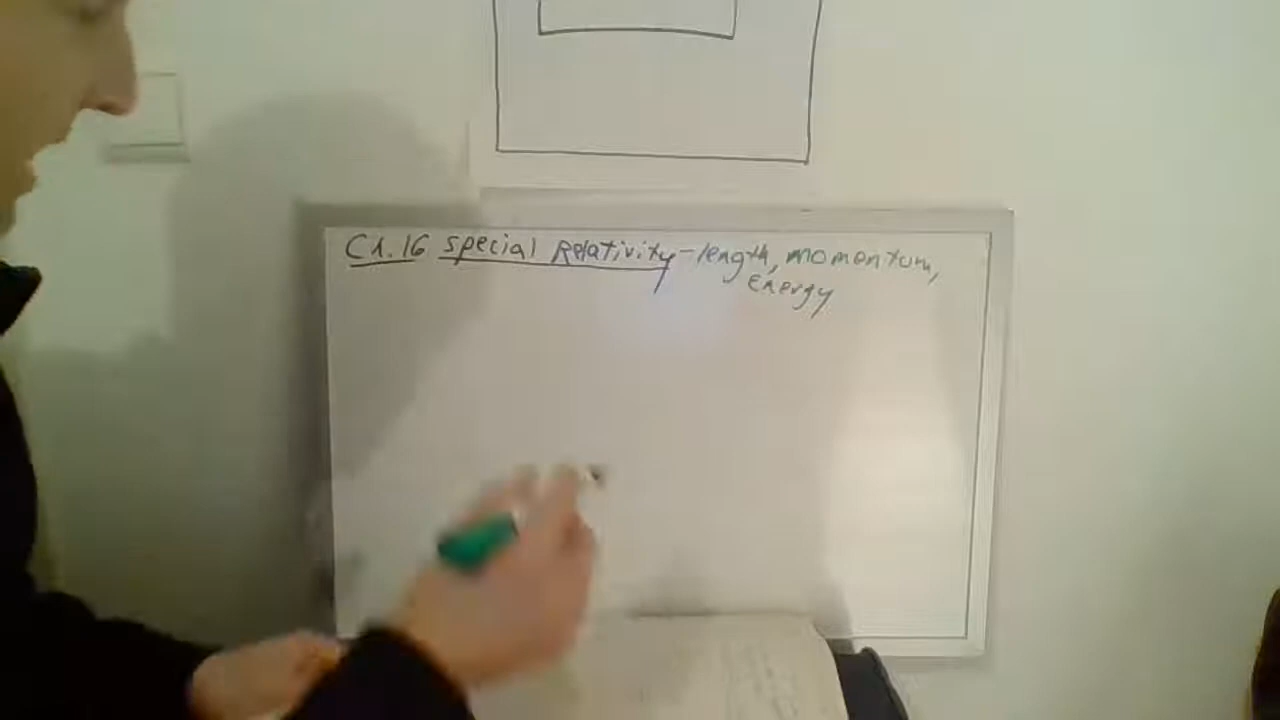 Ch.16 Special Relativity - length, momentum,
energy